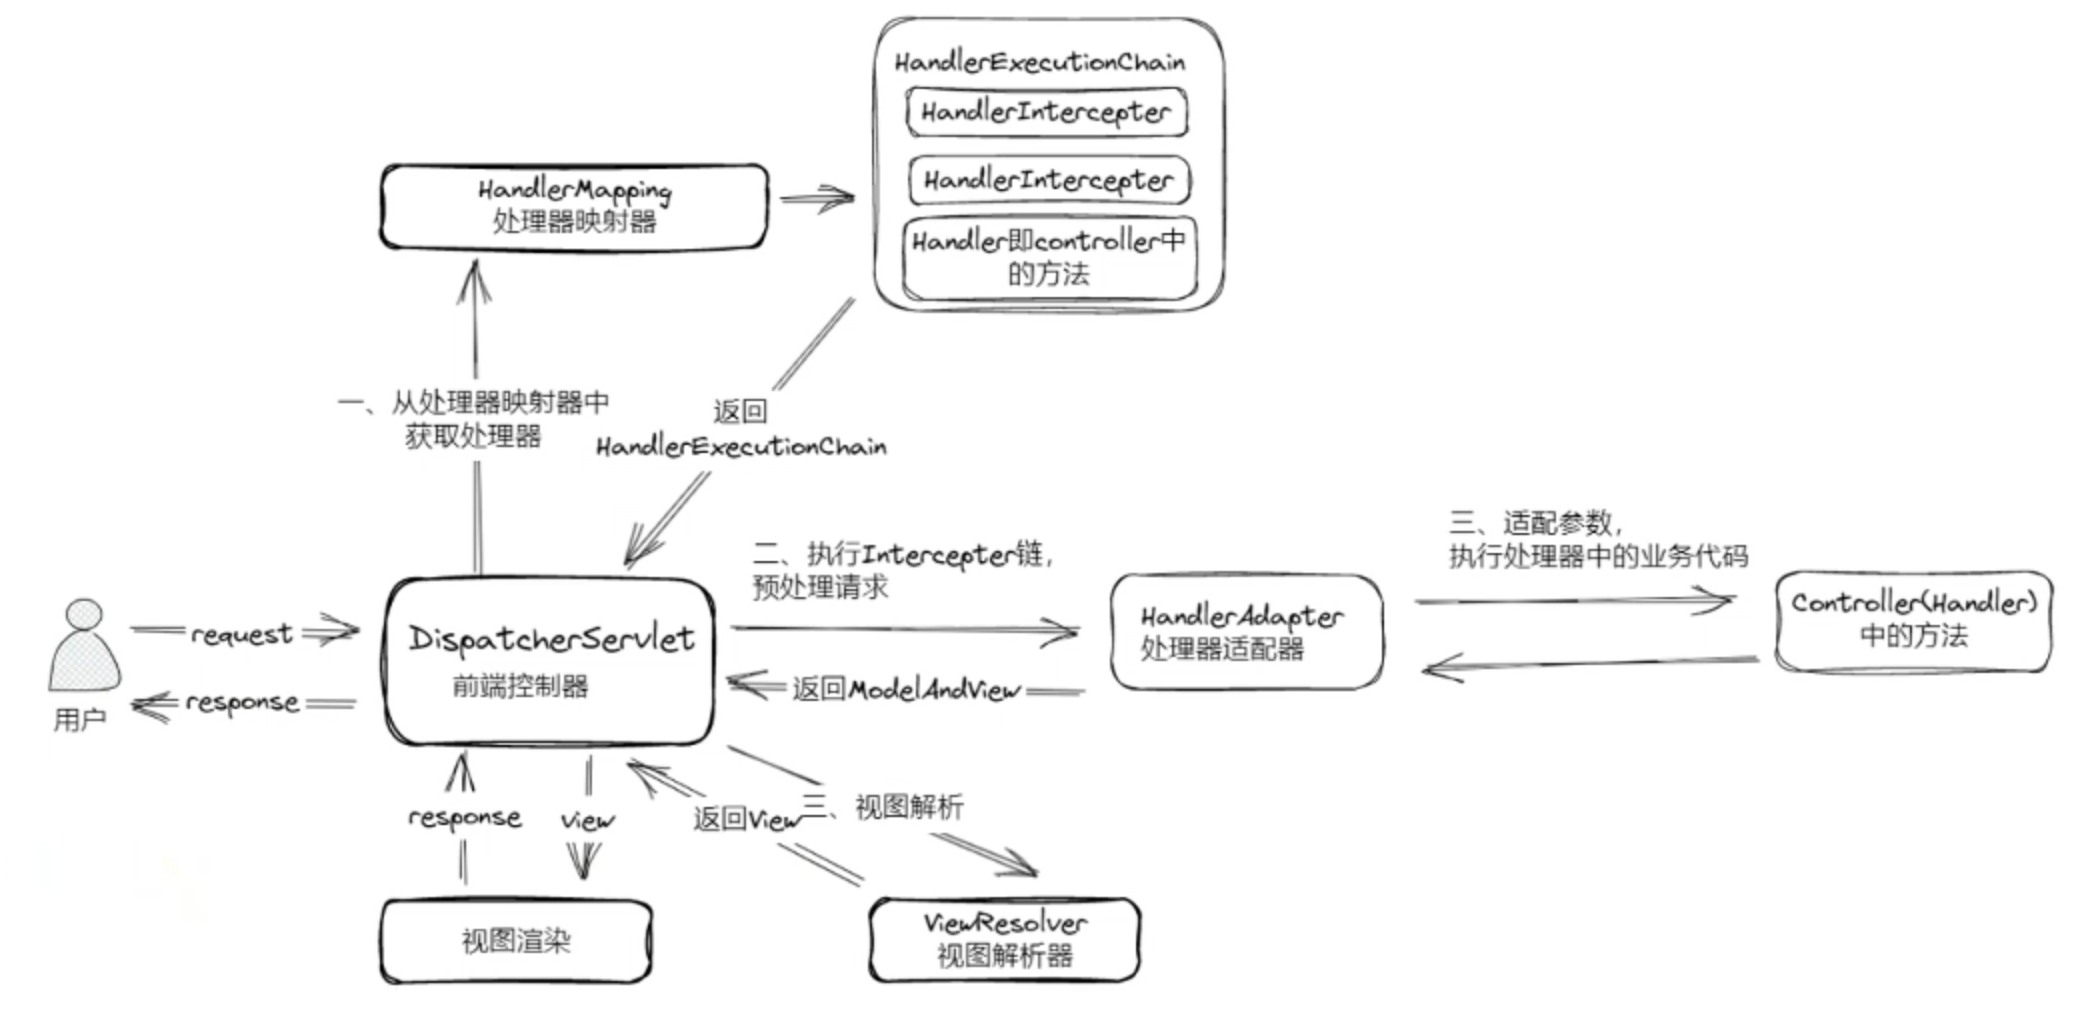 HandlerExecutionChain
HandlerIntercepter
HandlerIntercepter
Handler即controller中
的方法
HandlerMapping
处理器映射器
一、从处理器映射器中
获取处理器
返回
HandlerExecutionChain
二、执行Intercepter链，
预处理请求
三、适配参数，
执行处理器中的业务代码
request
response
用户
DispatcherServlet
前端控制器
返回ModelAndView
HandlerAdapter
处理器适配器
Controller(Handler)
中的方法
response
view
返回View
三、视图解析
视图渲染
ViewResolver
视图解析器